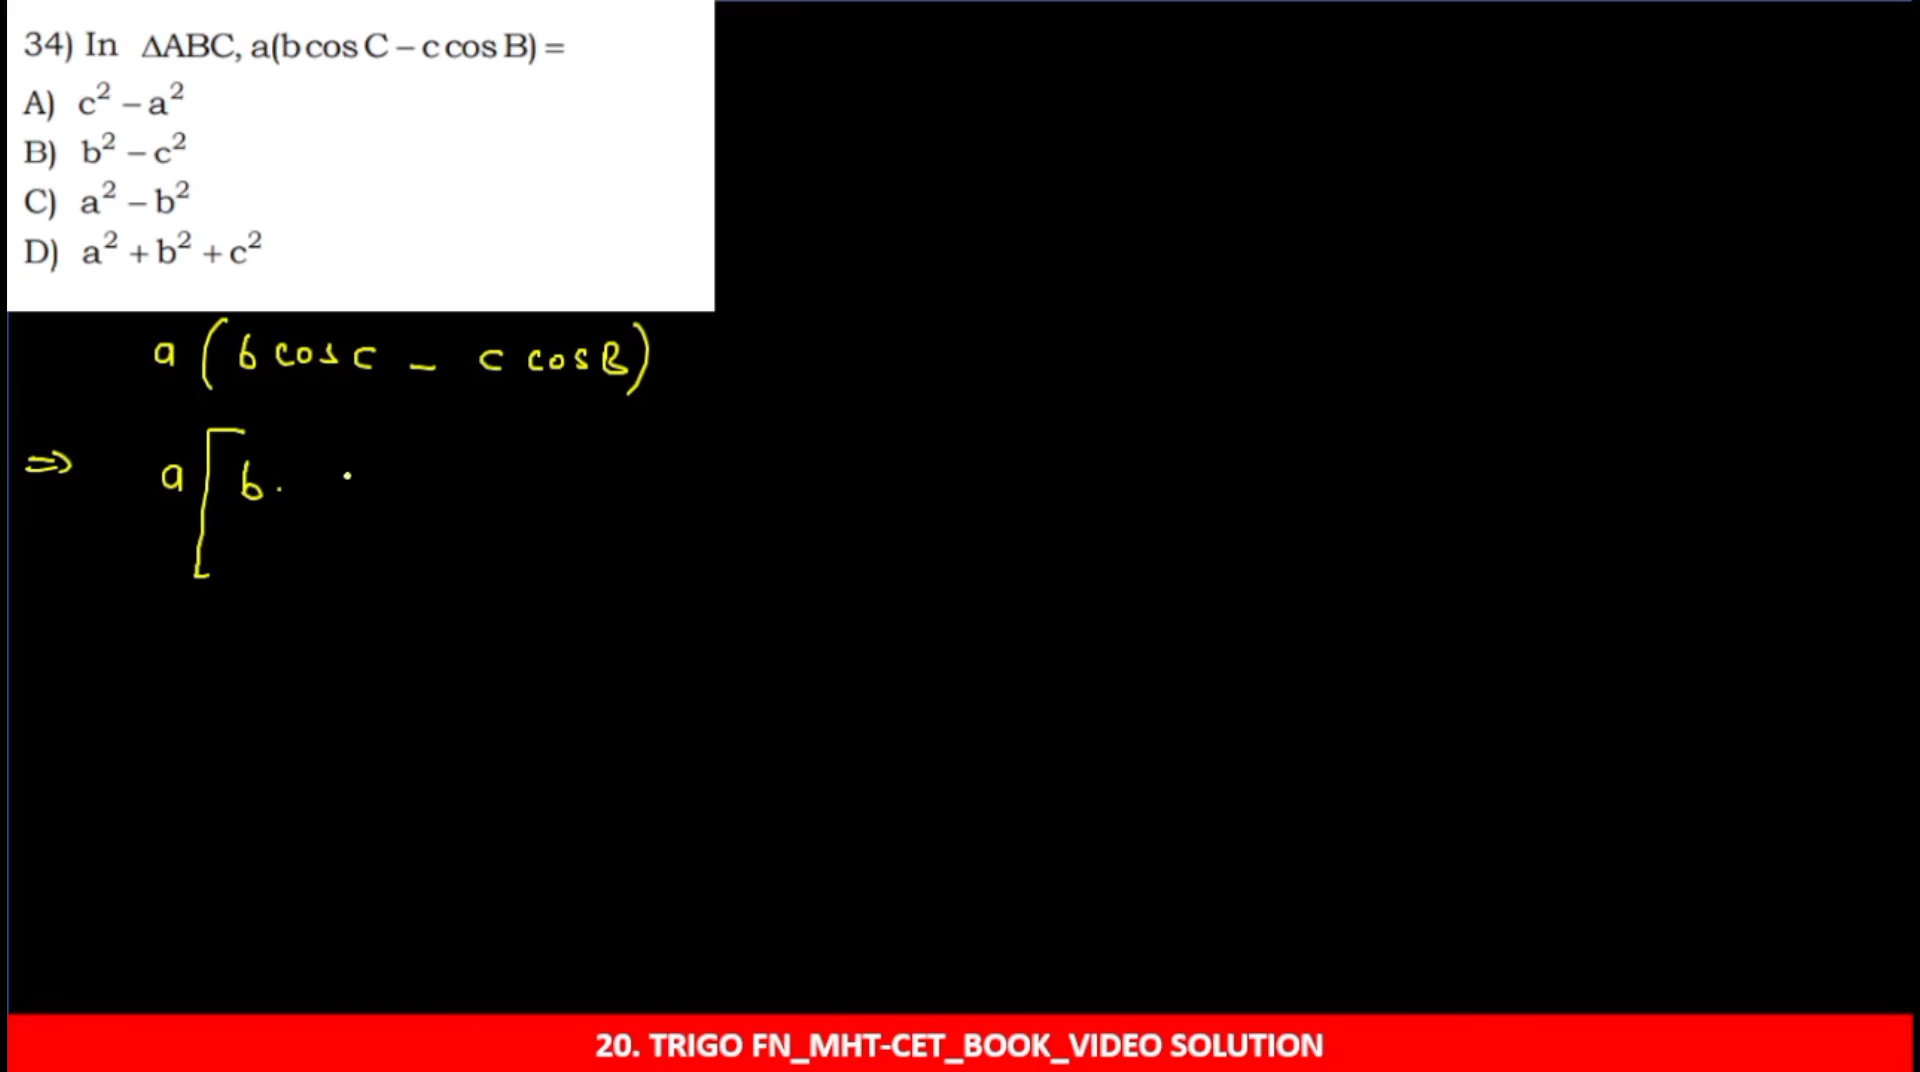 34) In ΔABC, a(b cos C – c cos B) =
A) c² – a²
B) b² – c²
C) a² – b²
D) a² + b² + c²
a (b cos c – c cos B)
⇒ a [ b.
20. TRIGO FN_MHT-CET_BOOK_VIDEO SOLUTION